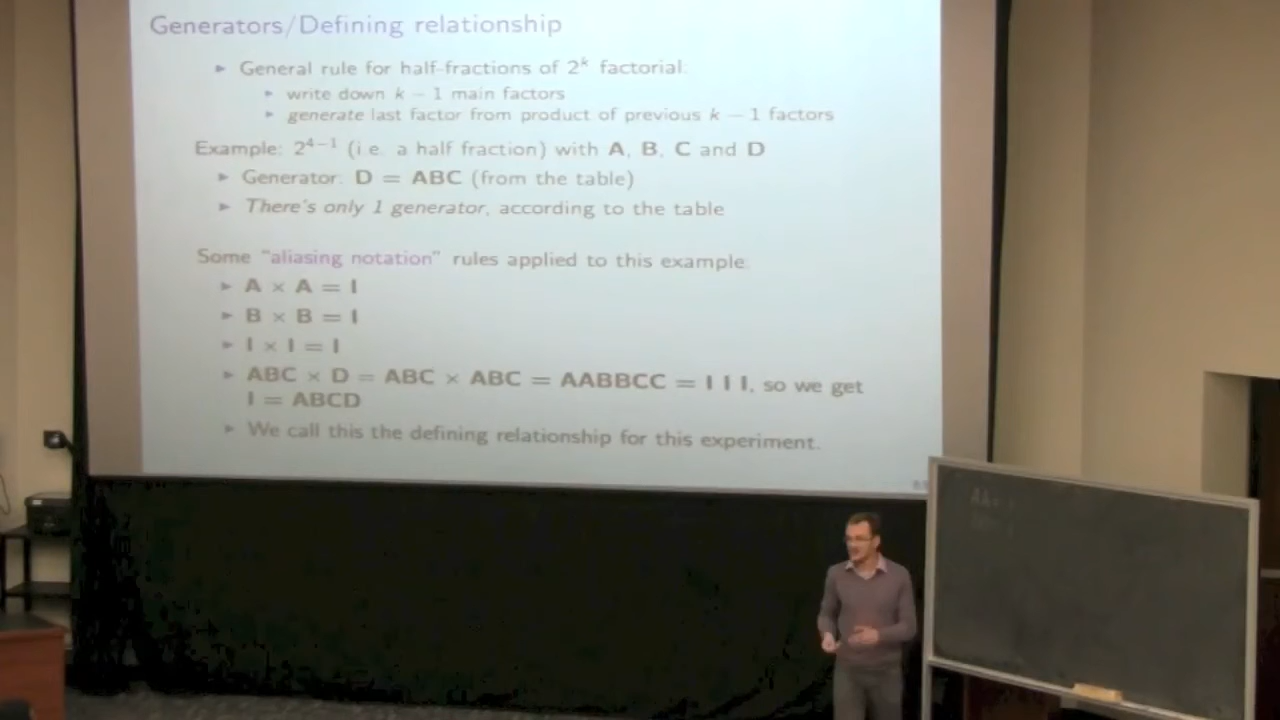 Generators/Defining relationship
► General rule for half-fractions of 2^k factorial:
► write down k − 1 main factors
► generate last factor from product of previous k − 1 factors
Example: 2^{4−1} (i.e. a half fraction) with A, B, C and D
► Generator: D = ABC (from the table)
► There's only 1 generator, according to the table
Some "aliasing notation" rules applied to this example:
► A × A = I
► B × B = I
► I × I = I
► ABC × D = ABC × ABC = AABBCC = I I I, so we get
I = ABCD
► We call this the defining relationship for this experiment.